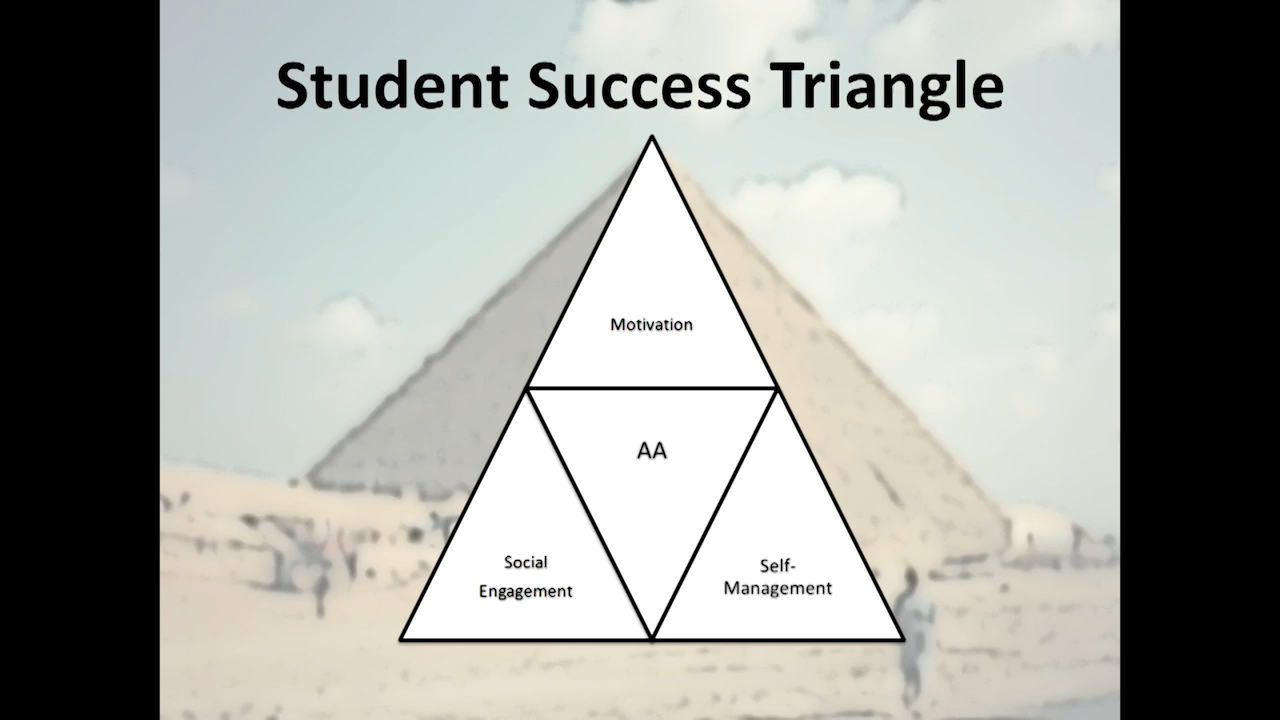 Student Success Triangle
Motivation
AA
Social
Engagement
Self-
Management